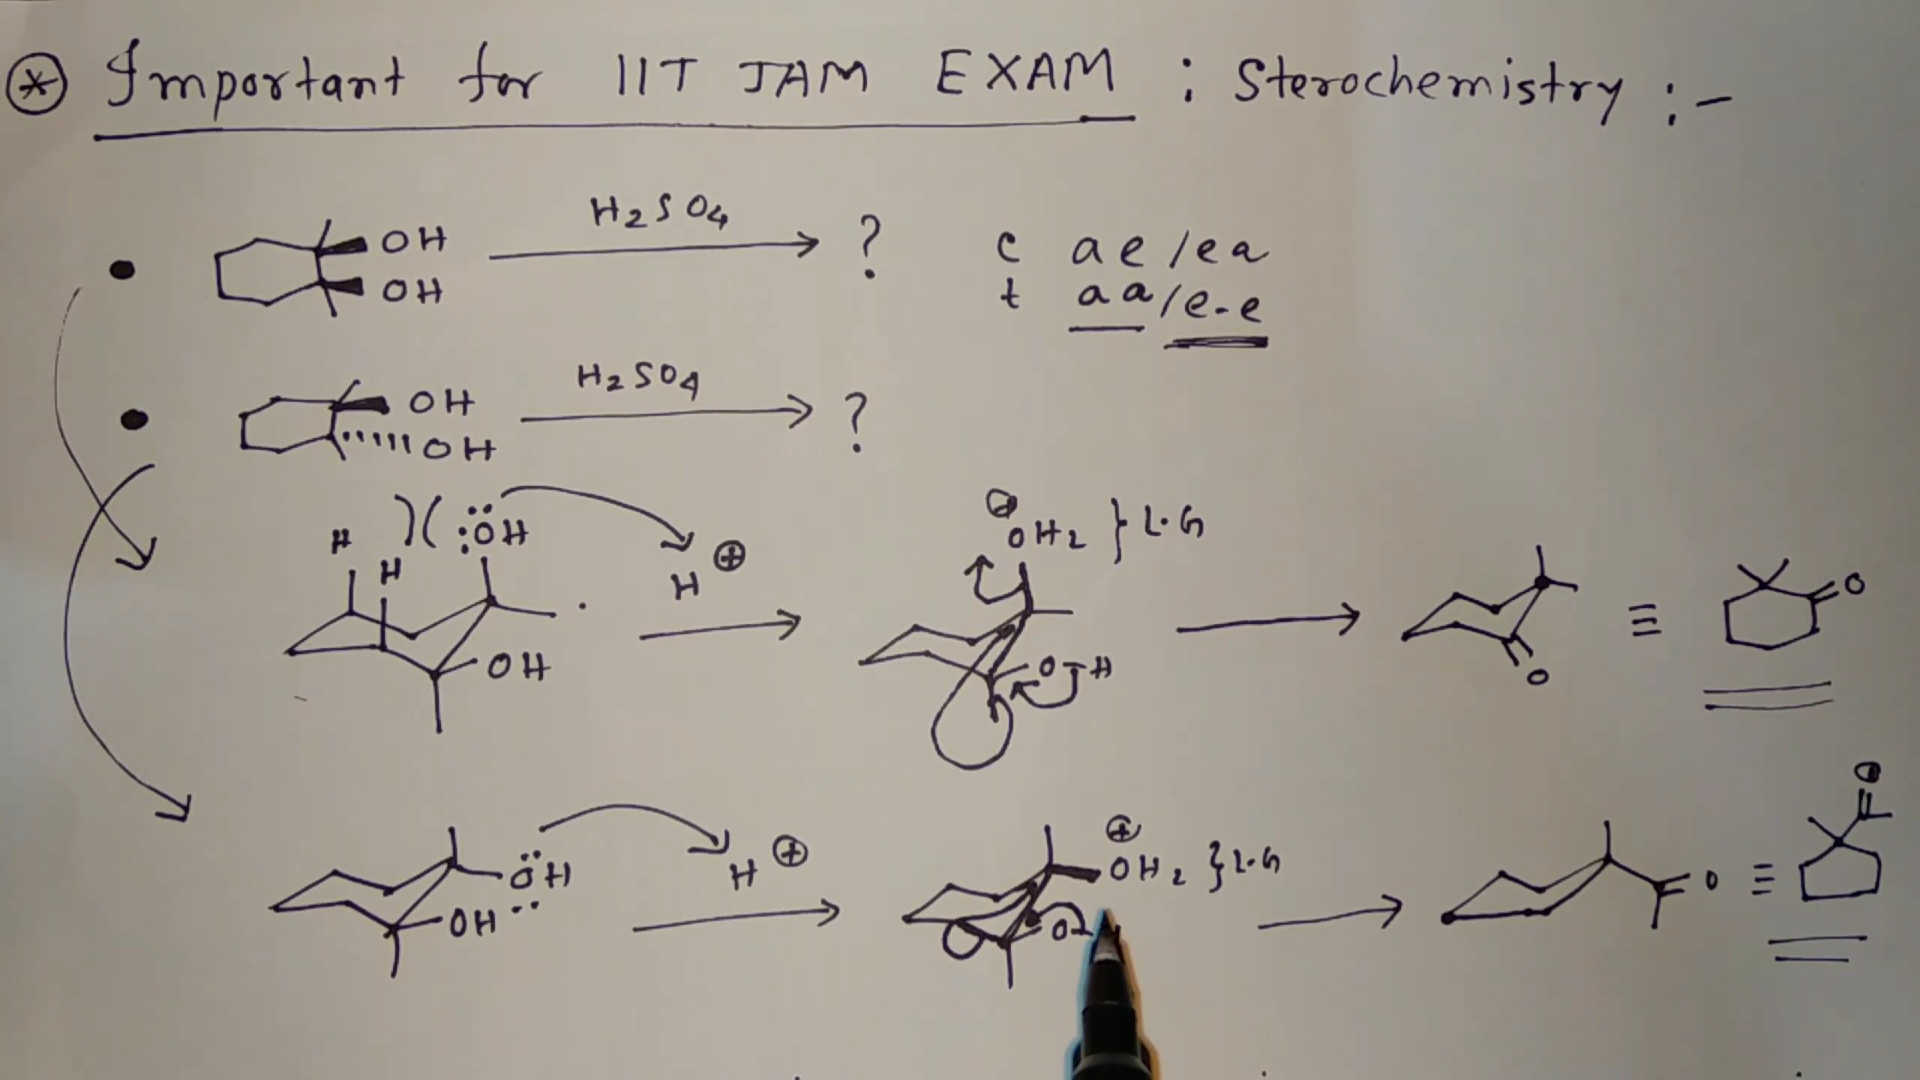 * Important for IIT JAM EXAM : Sterochemistry :-
OH
OH
H2SO4
?
c ae/ea
t aa/e-e
OH
OH
H2SO4
?
H
H
:ÖH
OH
H⊕
⊕
OH2 } L.G
O-H
O
≡
O
ÖH
OH
H⊕
⊕
OH2 } L.G
O
O
≡
O